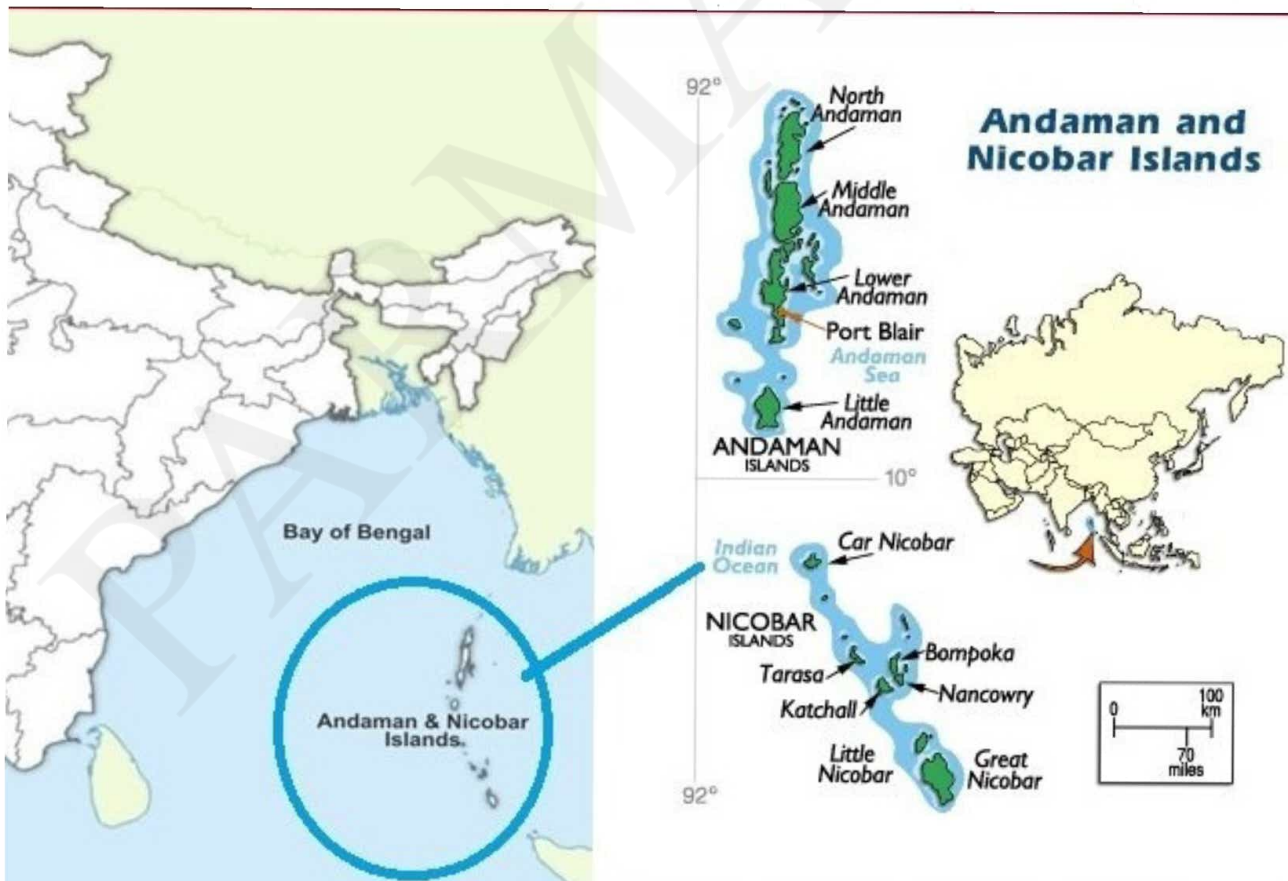 92°
North
Andaman
Andaman and
Nicobar Islands
Middle
Andaman
Lower
Andaman
Port Blair
Andaman
Sea
Little
Andaman
ANDAMAN
ISLANDS
10°
Bay of Bengal
Indian
Ocean
Car Nicobar
NICOBAR
ISLANDS
Bompoka
Tarasa
Nancowry
Katchall
Andaman & Nicobar
Islands
Little
Nicobar
Great
Nicobar
92°
0
100
km
70
miles
PARMA